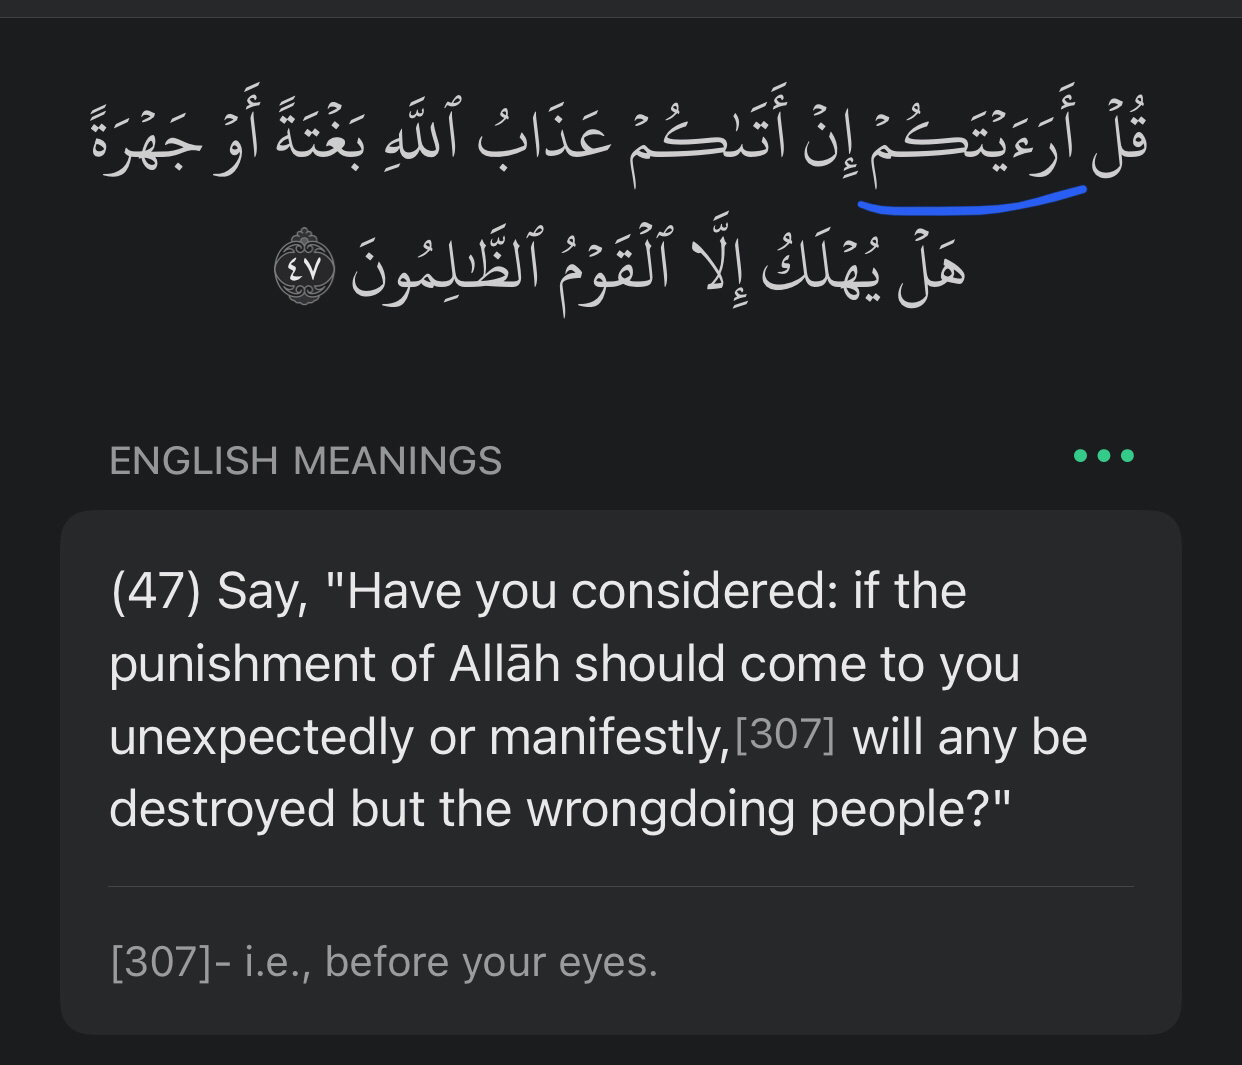 قُلْ أَرَءَيْتَكُمْ إِنْ أَتَىٰكُمْ عَذَابُ ٱللَّهِ بَغْتَةً أَوْ جَهْرَةً
هَلْ يُهْلَكُ إِلَّا ٱلْقَوْمُ ٱلظَّـٰلِمُونَ ٤٧
ENGLISH MEANINGS
(47) Say, "Have you considered: if the
punishment of Allāh should come to you
unexpectedly or manifestly,[307] will any be
destroyed but the wrongdoing people?"
[307]- i.e., before your eyes.